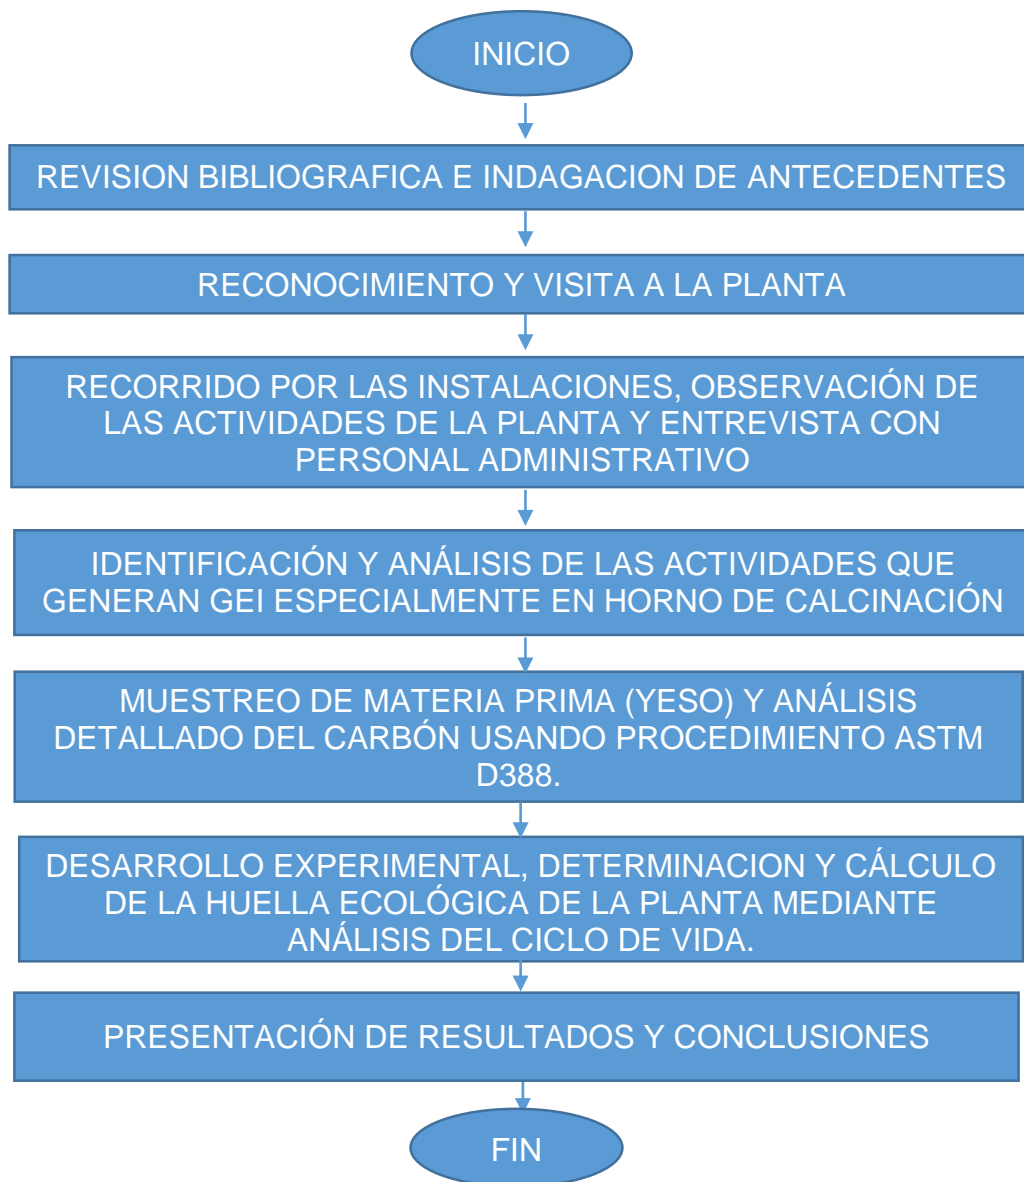 INICIO
REVISION BIBLIOGRAFICA E INDAGACION DE ANTECEDENTES
RECONOCIMIENTO Y VISITA A LA PLANTA
RECORRIDO POR LAS INSTALACIONES, OBSERVACIÓN DE
LAS ACTIVIDADES DE LA PLANTA Y ENTREVISTA CON
PERSONAL ADMINISTRATIVO
IDENTIFICACIÓN Y ANÁLISIS DE LAS ACTIVIDADES QUE
GENERAN GEI ESPECIALMENTE EN HORNO DE CALCINACIÓN
MUESTREO DE MATERIA PRIMA (YESO) Y ANÁLISIS
DETALLADO DEL CARBÓN USANDO PROCEDIMIENTO ASTM
D388.
DESARROLLO EXPERIMENTAL, DETERMINACION Y CÁLCULO
DE LA HUELLA ECOLÓGICA DE LA PLANTA MEDIANTE
ANÁLISIS DEL CICLO DE VIDA.
PRESENTACIÓN DE RESULTADOS Y CONCLUSIONES
FIN